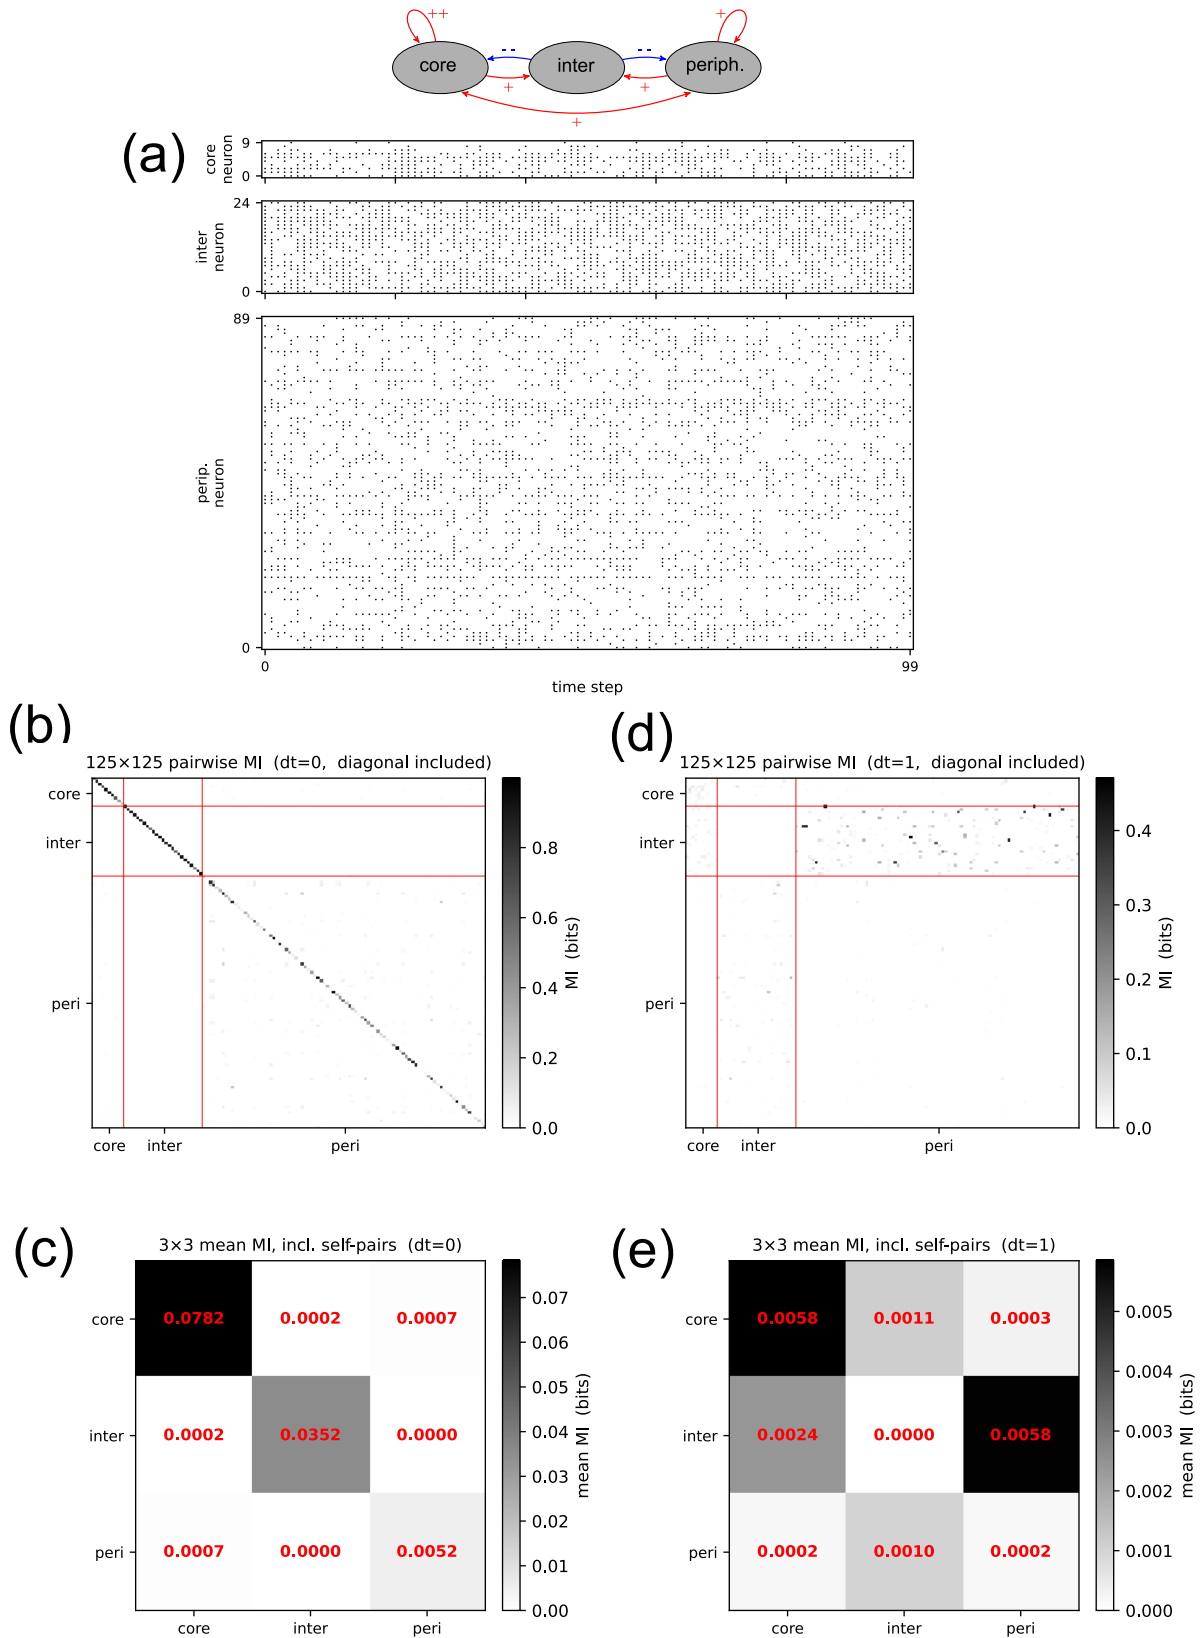 ++
+
- -
- -
core
inter
periph.
+
+
+
(a)
9
core
neuron
0
24
inter
neuron
0
89
perip.
neuron
0
0
99
time step
(b)
125×125 pairwise MI (dt=0, diagonal included)
core
inter
peri
core
inter
peri
0.8
0.6
0.4
0.2
0.0
MI (bits)
(d)
125×125 pairwise MI (dt=1, diagonal included)
core
inter
peri
core
inter
peri
0.4
0.3
0.2
0.1
0.0
MI (bits)
(c)
3×3 mean MI, incl. self-pairs (dt=0)
core
0.0782
0.0002
0.0007
inter
0.0002
0.0352
0.0000
peri
0.0007
0.0000
0.0052
core
inter
peri
0.07
0.06
0.05
0.04
0.03
0.02
0.01
0.00
mean MI (bits)
(e)
3×3 mean MI, incl. self-pairs (dt=1)
core
0.0058
0.0011
0.0003
inter
0.0024
0.0000
0.0058
peri
0.0002
0.0010
0.0002
core
inter
peri
0.005
0.004
0.003
0.002
0.001
0.000
mean MI (bits)